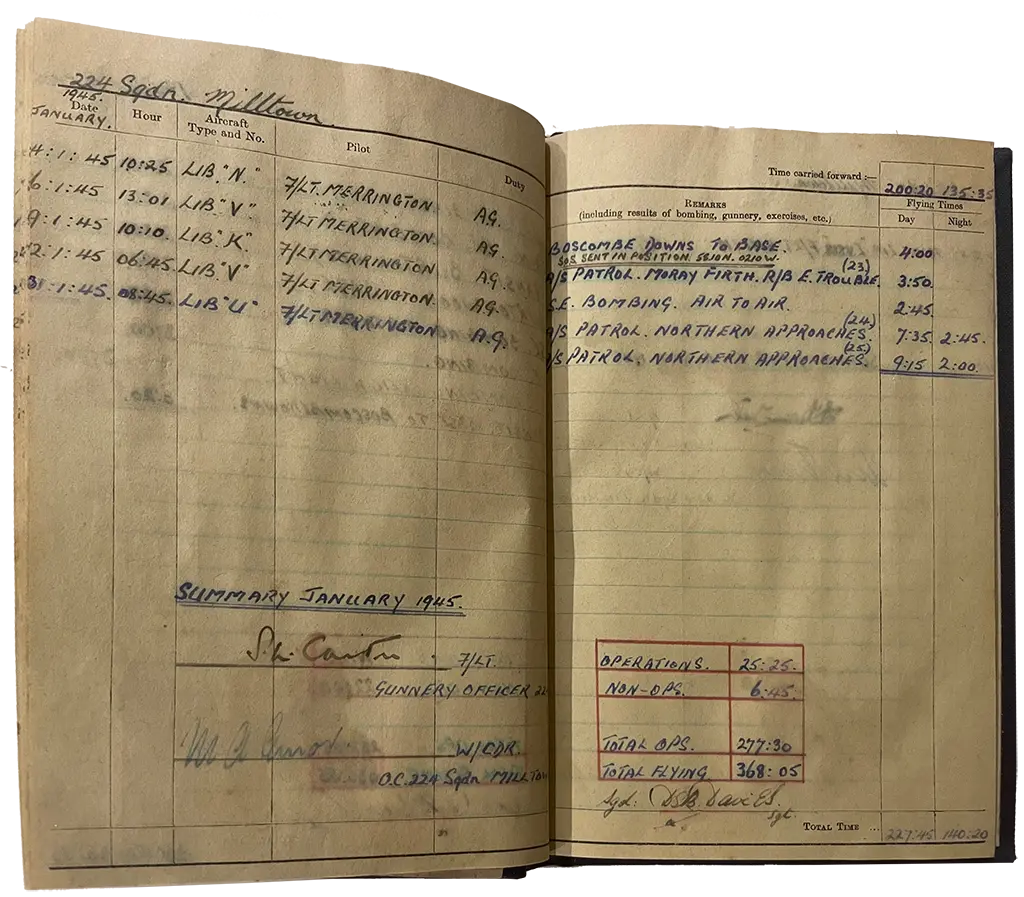 224 Sqdn. Milltown.
1945.
Date Hour Aircraft Type and No. Pilot Duty
JANUARY.
4:1:45 10:25 LIB "N." F/LT. MERRINGTON. A.G.
6:1:45 13:01 LIB "V" F/LT MERRINGTON. A.G.
9:1:45 10:10. LIB "K" F/LT MERRINGTON. A.G.
2:1:45 06:45 LIB "V" F/LT MERRINGTON. A.G.
31:1:45. 08:45. LIB "U" F/LT MERRINGTON A.G.
SUMMARY JANUARY 1945.
F/LT.
GUNNERY OFFICER 22
W/CDR.
O.C. 224 Sqdn MILLTOW
Time carried forward :— 200:20 135:35
REMARKS Flying Times
(including results of bombing, gunnery, exercises, etc.) Day Night
BOSCOMBE DOWNS TO BASE. 4:00
SOS SENT IN POSITION. 5810N. 0210W. (23)
A/S PATROL. MORAY FIRTH. R/B E. TROUBLE. 3:50.
S.E. BOMBING. AIR TO AIR. 2:45.
(24)
A/S PATROL. NORTHERN APPROACHES. 7:35. 2:45.
(25)
A/S PATROL. NORTHERN APPROACHES. 9:15 2:00.
OPERATIONS. 25:25.
NON-OPS. 6:45.
TOTAL OPS. 277:30
TOTAL FLYING 368:05
Sgd: D.B. Davies.
Sgt.
TOTAL TIME ... 227:45 140:20